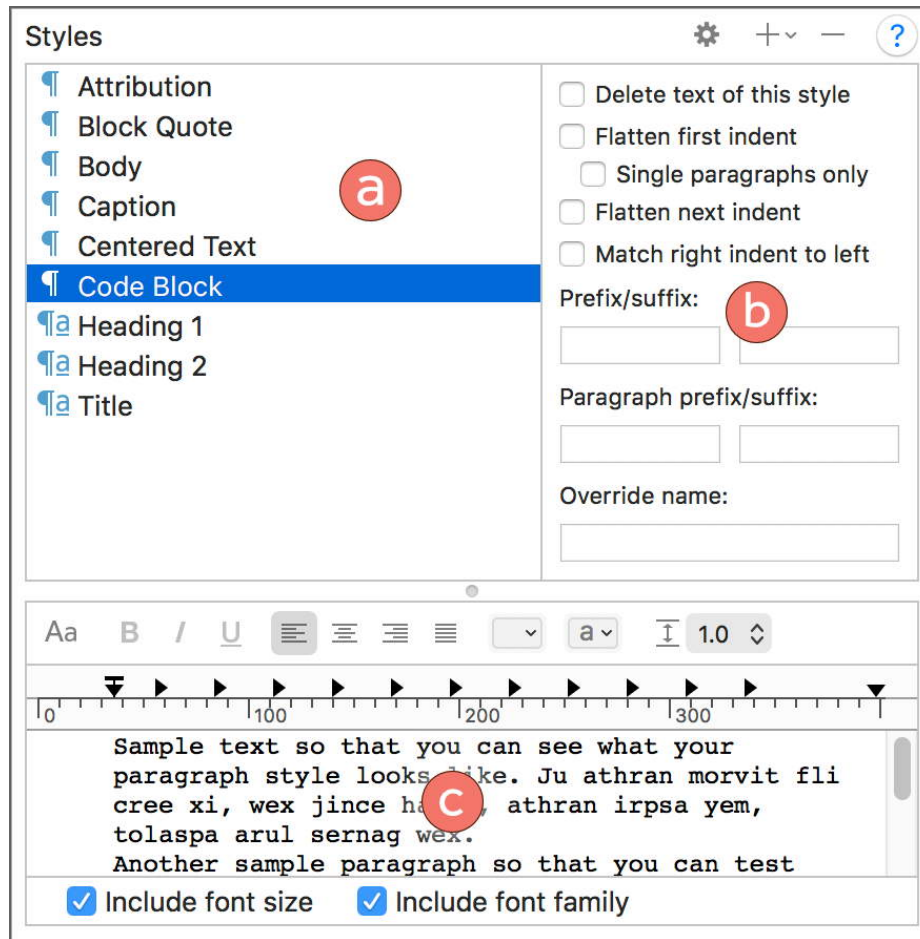 Styles
?
¶ Attribution
¶ Block Quote
¶ Body
¶ Caption
¶ Centered Text
¶ Code Block
¶a Heading 1
¶a Heading 2
¶a Title
a
Delete text of this style
Flatten first indent
Single paragraphs only
Flatten next indent
Match right indent to left
Prefix/suffix:
b
Paragraph prefix/suffix:
Override name:
Aa B I U a 1.0
0 100 200 300
Sample text so that you can see what your
paragraph style looks like. Ju athran morvit fli
cree xi, wex jince athran irpsa yem,
tolaspa arul sernag wex.
Another sample paragraph so that you can test
c
Include font size
Include font family